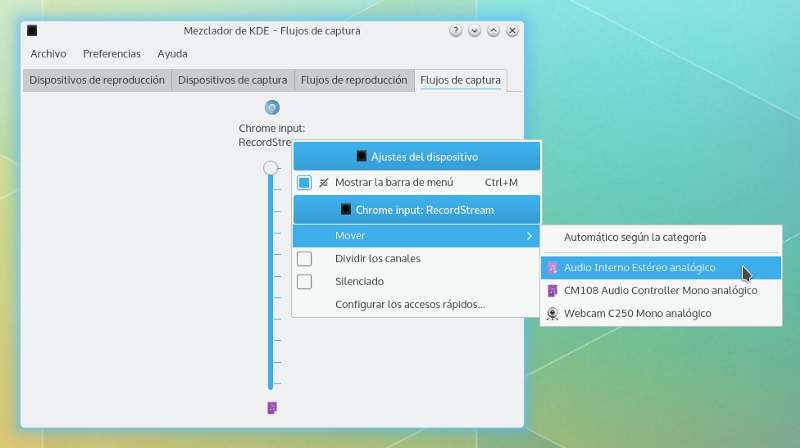 Mezclador de KDE - Flujos de captura
?
Archivo Preferencias Ayuda
Dispositivos de reproducción Dispositivos de captura Flujos de reproducción Flujos de captura
Chrome input:
RecordStre
Ajustes del dispositivo
Mostrar la barra de menú Ctrl+M
Chrome input: RecordStream
Mover
Dividir los canales
Silenciado
Configurar los accesos rápidos...
Automático según la categoría
Audio Interno Estéreo analógico
CM108 Audio Controller Mono analógico
Webcam C250 Mono analógico